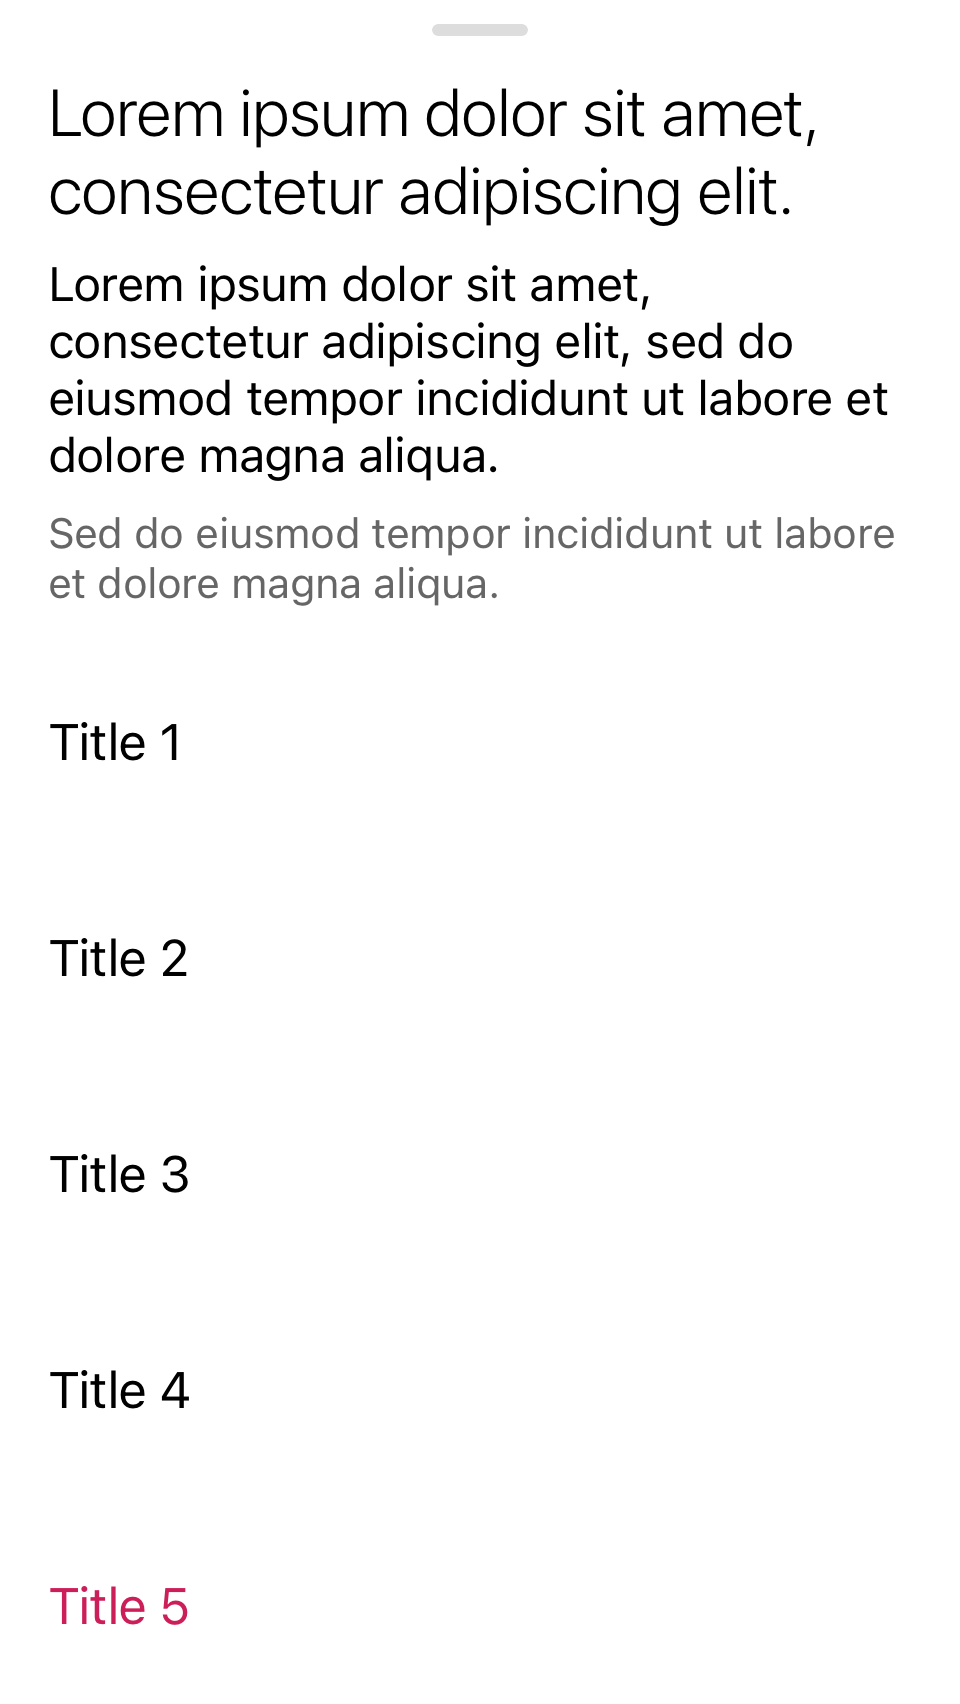 Lorem ipsum dolor sit amet,
consectetur adipiscing elit.
Lorem ipsum dolor sit amet,
consectetur adipiscing elit, sed do
eiusmod tempor incididunt ut labore et
dolore magna aliqua.
Sed do eiusmod tempor incididunt ut labore
et dolore magna aliqua.
Title 1
Title 2
Title 3
Title 4
Title 5